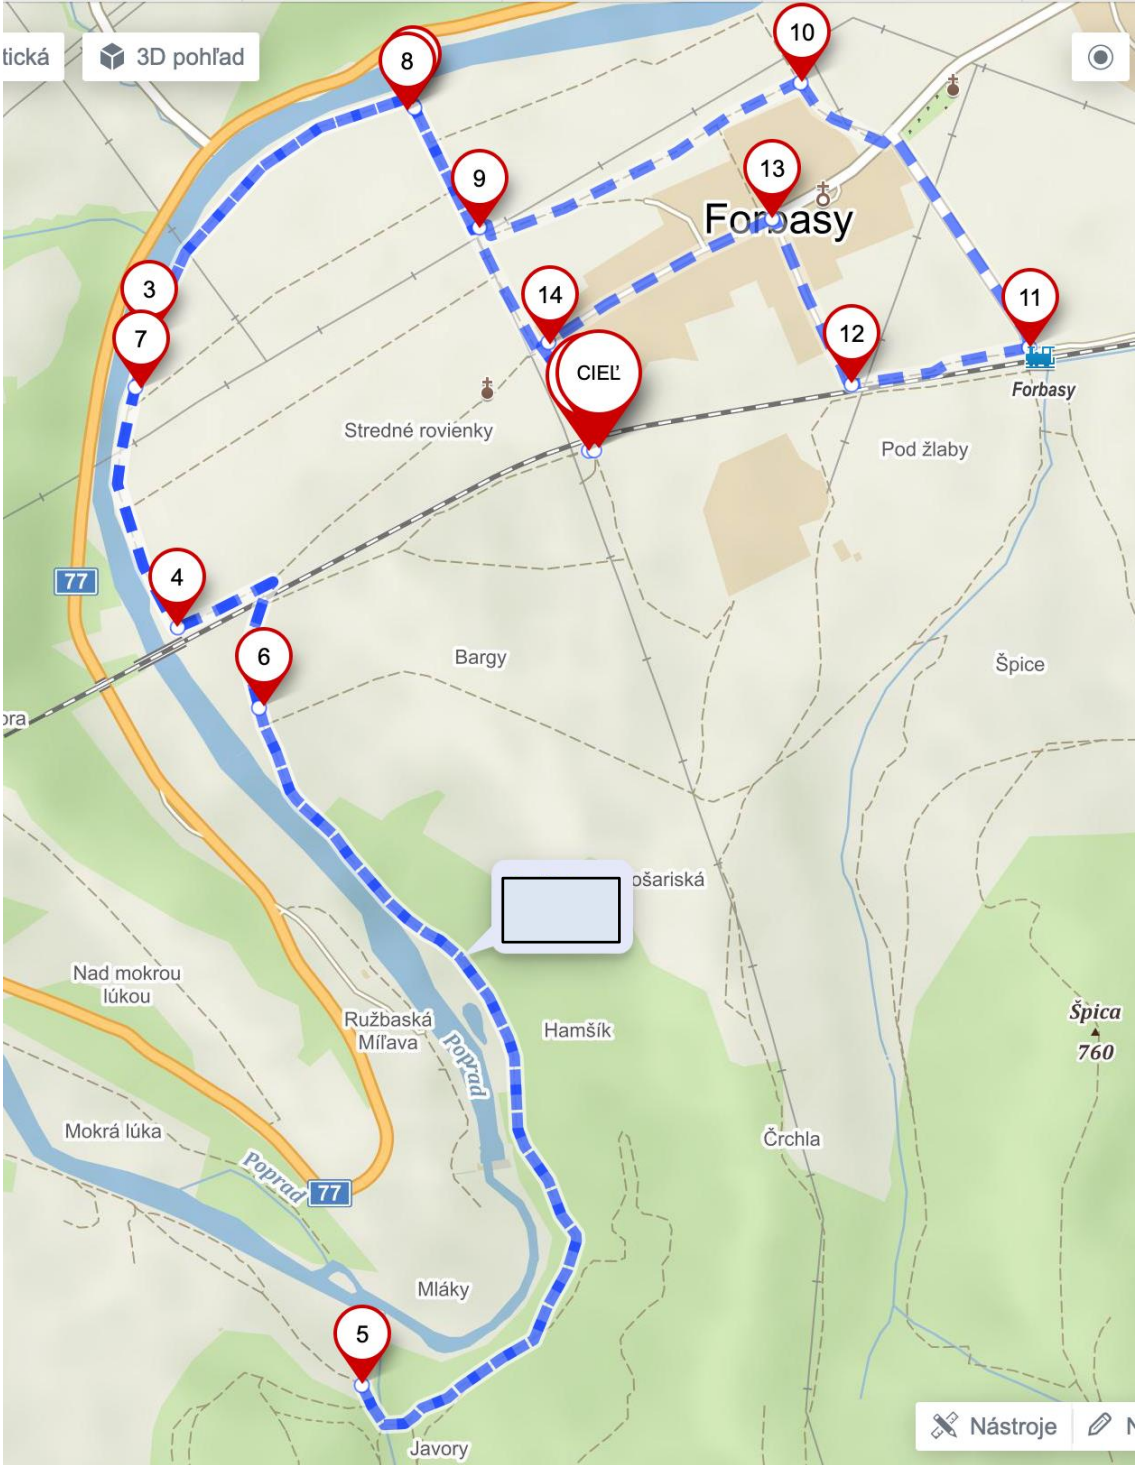 tická
3D pohľad
8
10
9
13
Forbasy
3
14
11
7
12
CIEĽ
Forbasy
Stredné rovienky
Pod žlaby
77
4
6
Bargy
Špice
ora
ošariská
Nad mokrou
lúkou
Ružbaská
Míľava
Hamšík
Poprad
Špica
760
Mokrá lúka
Črchla
Poprad
77
Mláky
5
Nástroje
N
Javory